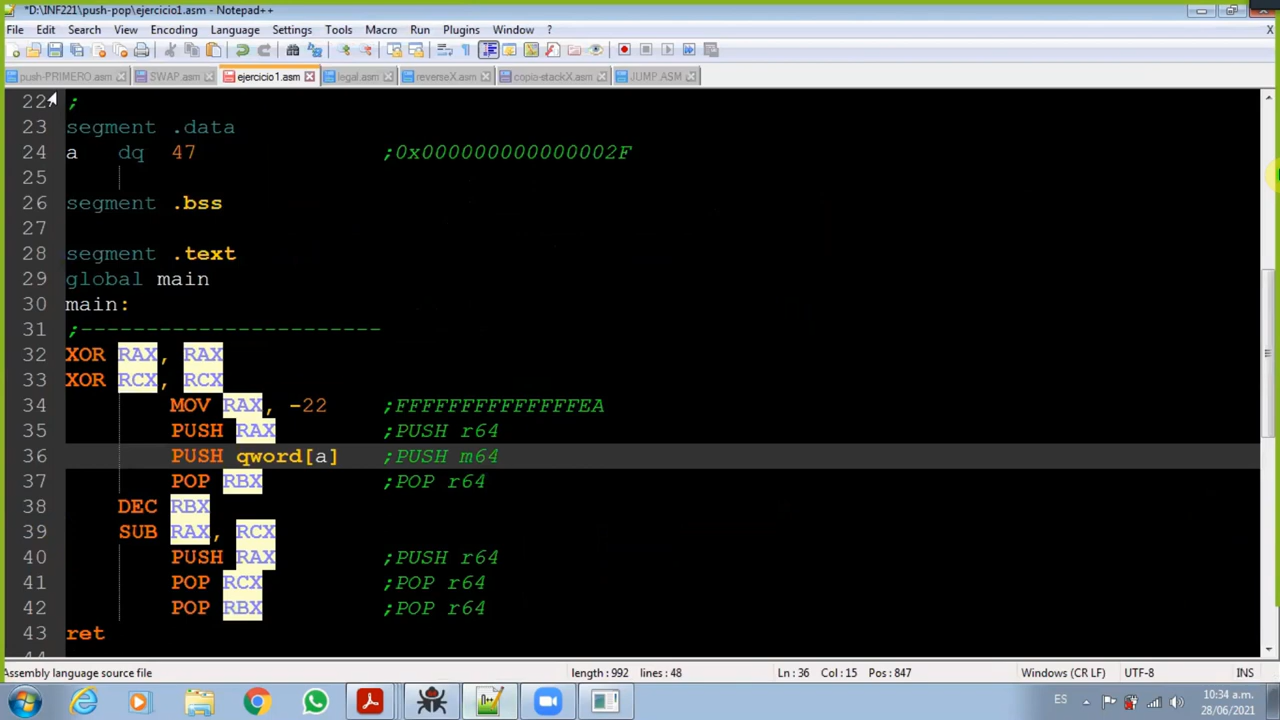 *D:\INF221\push-pop\ejercicio1.asm - Notepad++
File Edit Search View Encoding Language Settings Tools Macro Run Plugins Window ? X
push-PRIMERO.asm SWAP.asm ejercicio1.asm legal.asm reverseX.asm copia-stackX.asm JUMP.ASM
22 ;
23 segment .data
24 a dq 47 ;0x000000000000002F
25
26 segment .bss
27
28 segment .text
29 global main
30 main:
31 ;-----------------------
32 XOR RAX, RAX
33 XOR RCX, RCX
34 MOV RAX, -22 ;FFFFFFFFFFFFFFEA
35 PUSH RAX ;PUSH r64
36 PUSH qword[a] ;PUSH m64
37 POP RBX ;POP r64
38 DEC RBX
39 SUB RAX, RCX
40 PUSH RAX ;PUSH r64
41 POP RCX ;POP r64
42 POP RBX ;POP r64
43 ret
44
Assembly language source file length : 992 lines : 48 Ln : 36 Col : 15 Pos : 847 Windows (CR LF) UTF-8 INS
ES 10:34 a.m.
28/06/2021